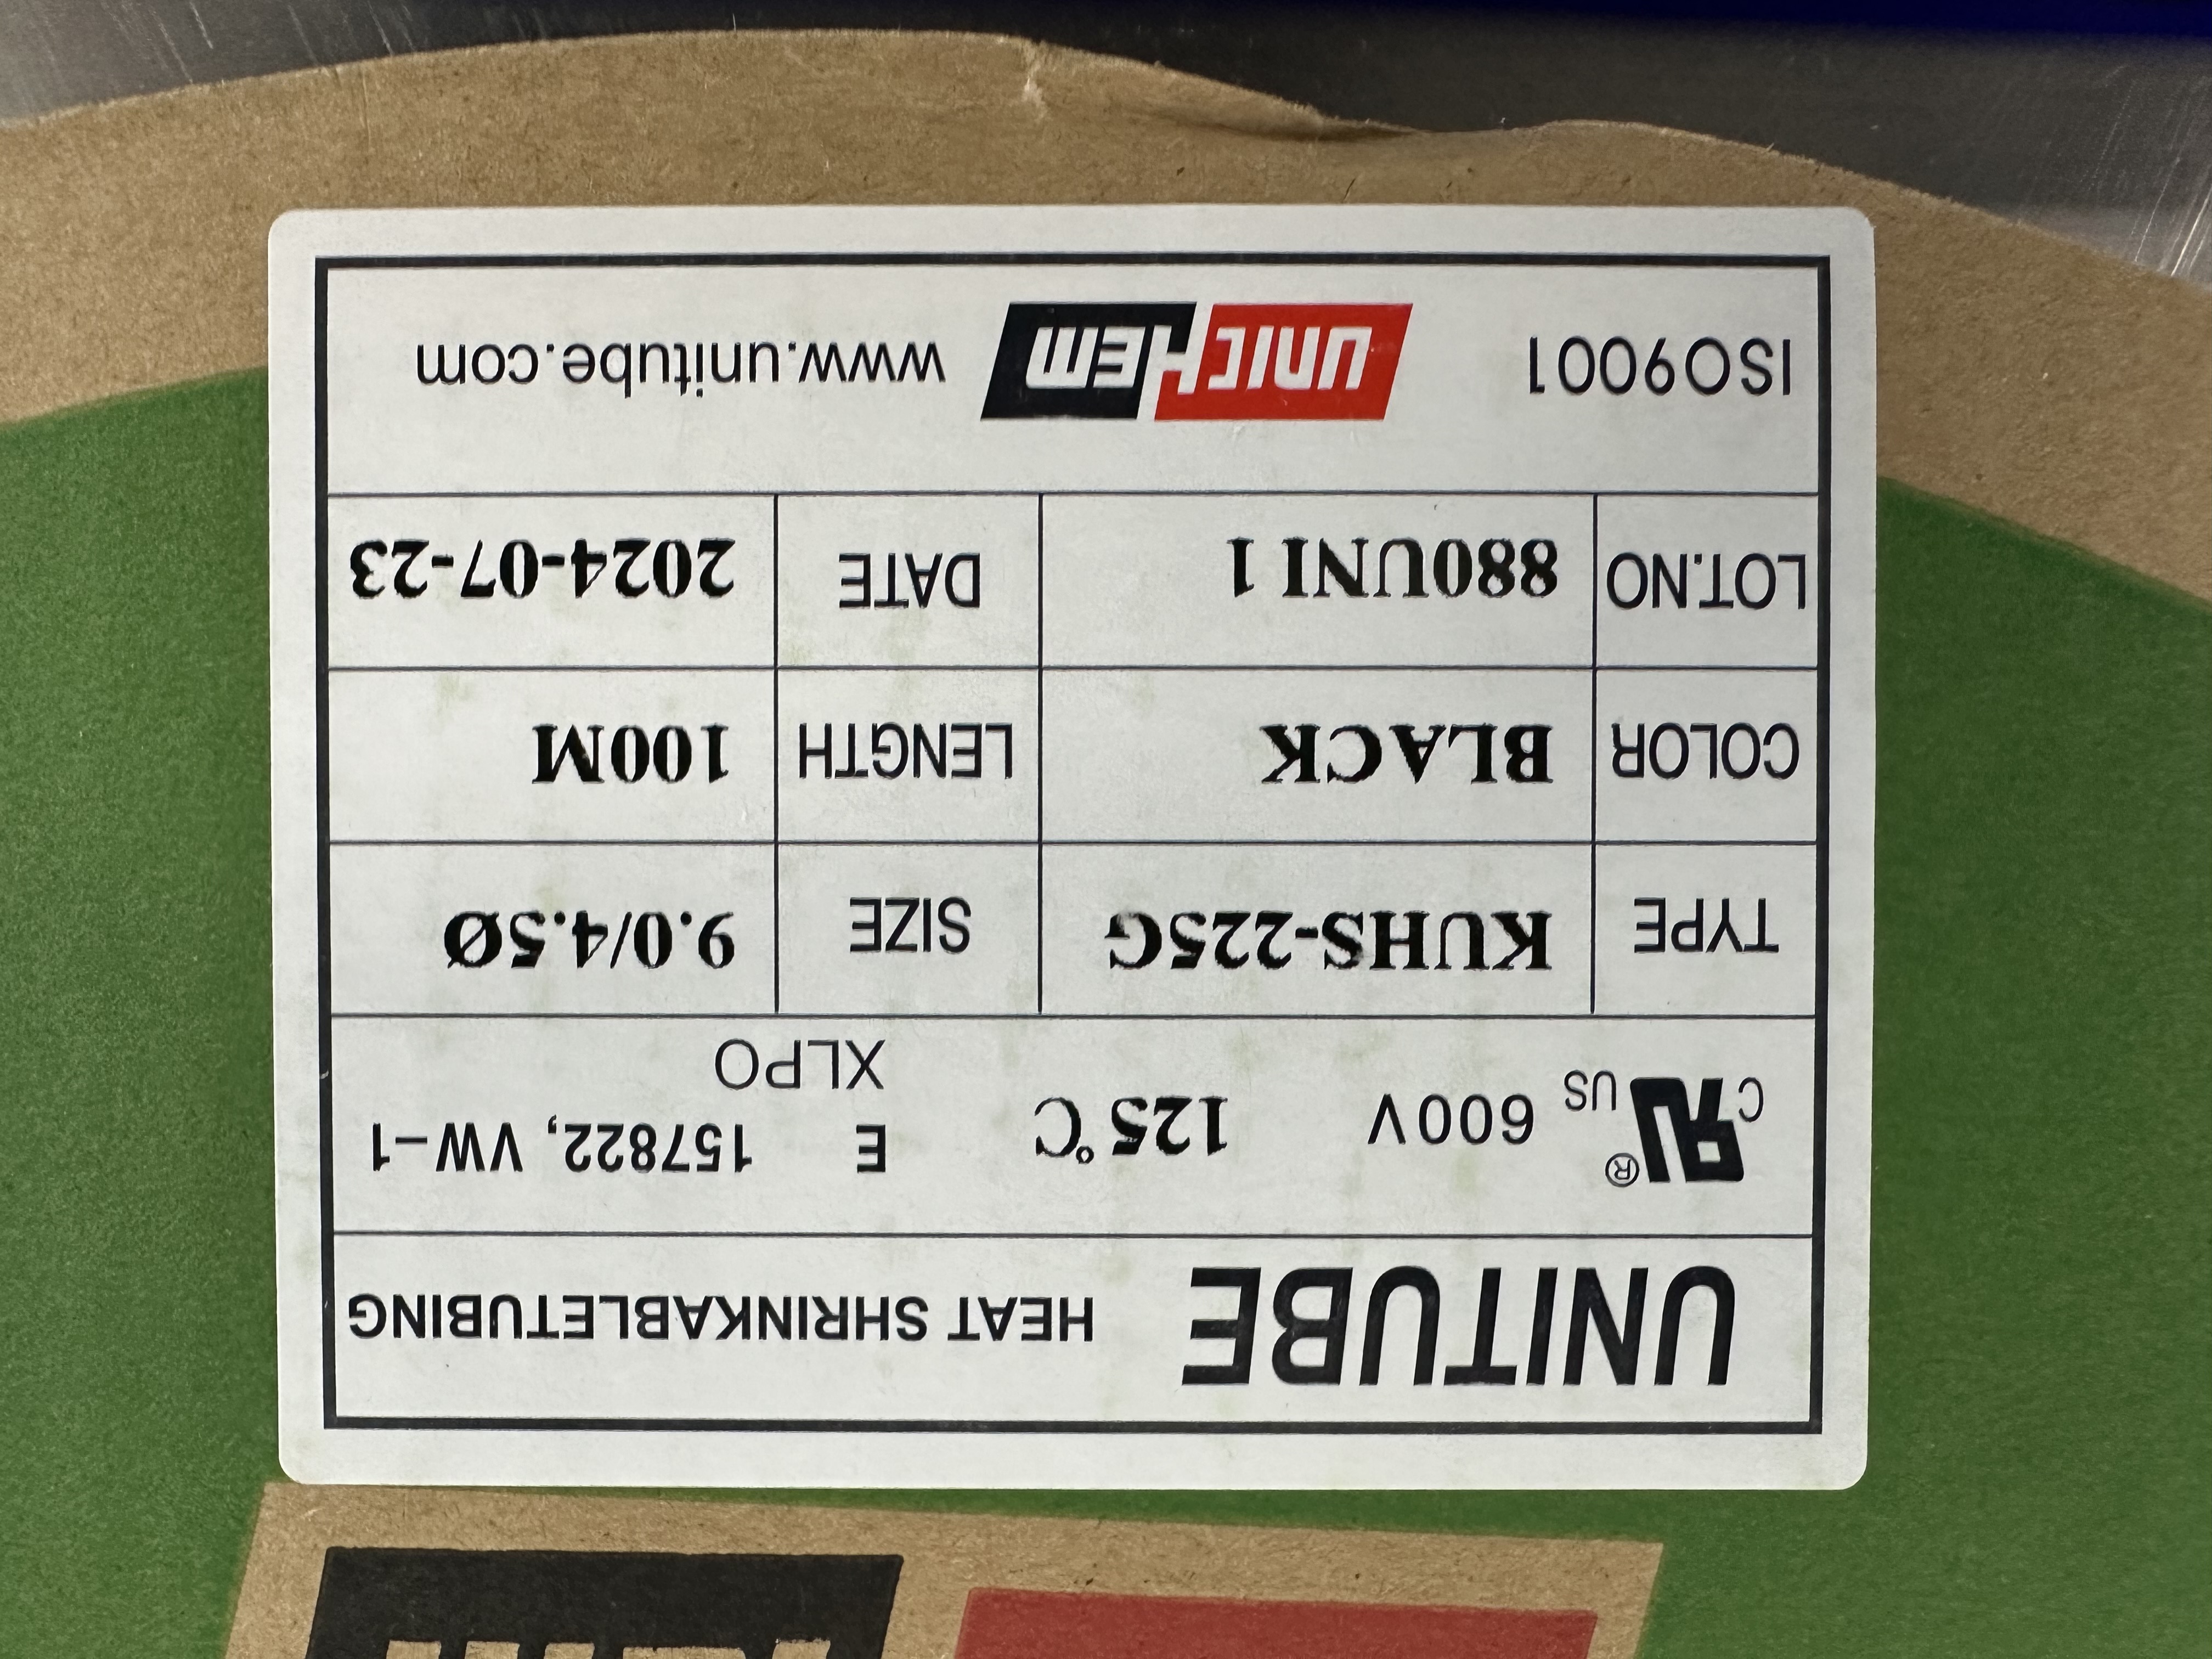 UNITUBE HEAT SHRINKABLETUBING
C RU US ® 600V 125℃ E 157822, VW-1
XLPO
TYPE KUHS-225G SIZE 9.0/4.5Ø
COLOR BLACK LENGTH 100M
LOT.NO 880UNI 1 DATE 2024-07-23
ISO9001 UNICHEM www.unitube.com